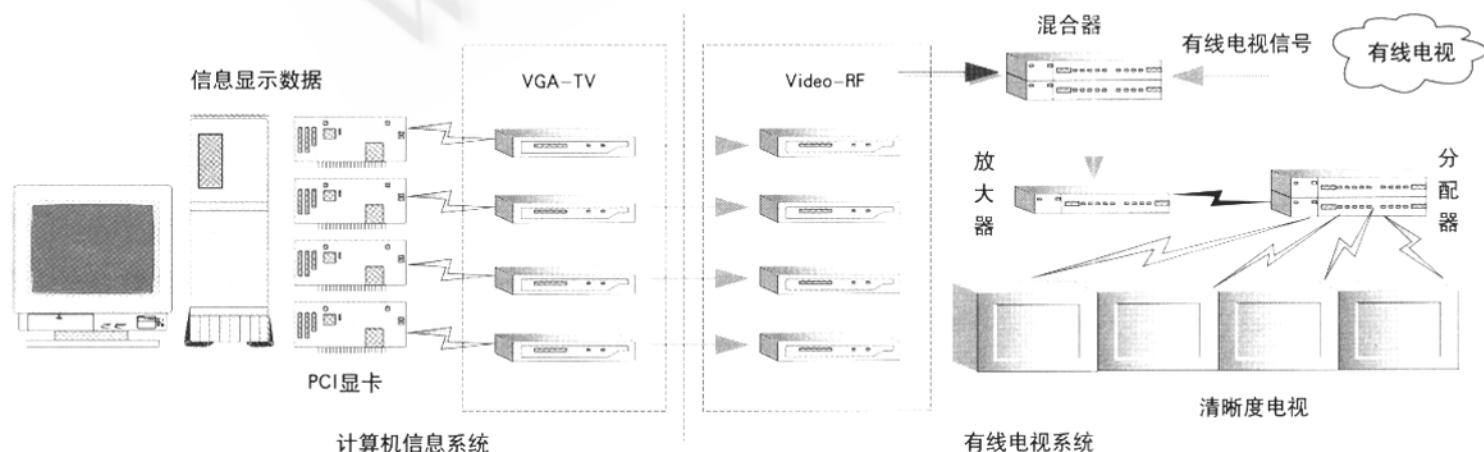 混合器
有线电视信号
有线电视
信息显示数据
VGA-TV
Video-RF
放大器
分配器
PCI显卡
清晰度电视
计算机信息系统
有线电视系统